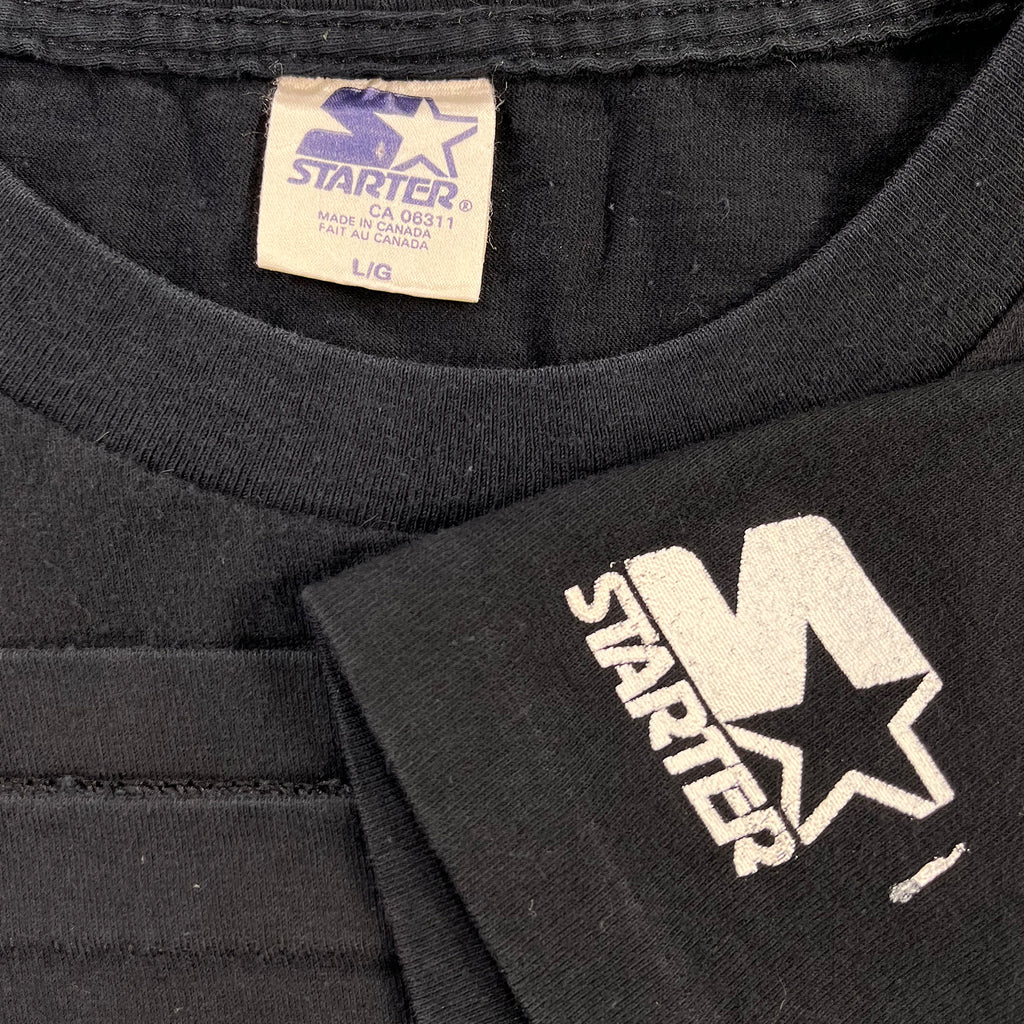 STARTER®
CA 06311
MADE IN CANADA
FAIT AU CANADA
L/G
STARTER